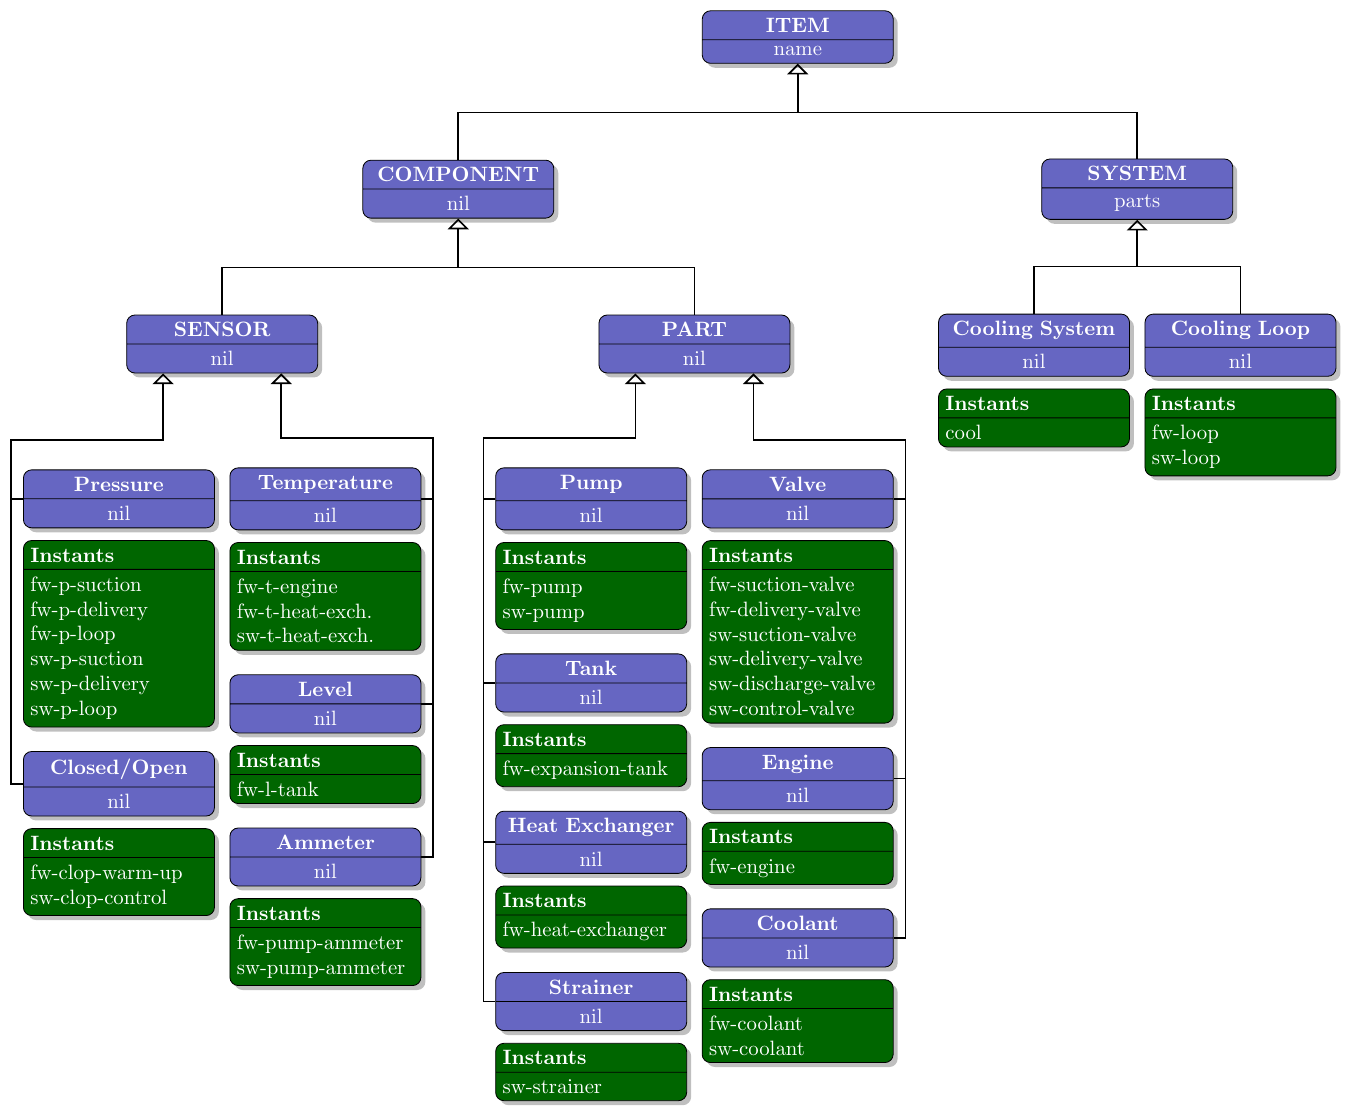 ITEM
name
COMPONENT
nil
SYSTEM
parts
SENSOR
nil
PART
nil
Cooling System
nil
Instants
cool
Cooling Loop
nil
Instants
fw-loop
sw-loop
Pressure
nil
Instants
fw-p-suction
fw-p-delivery
fw-p-loop
sw-p-suction
sw-p-delivery
sw-p-loop
Closed/Open
nil
Instants
fw-clop-warm-up
sw-clop-control
Temperature
nil
Instants
fw-t-engine
fw-t-heat-exch.
sw-t-heat-exch.
Level
nil
Instants
fw-l-tank
Ammeter
nil
Instants
fw-pump-ammeter
sw-pump-ammeter
Pump
nil
Instants
fw-pump
sw-pump
Tank
nil
Instants
fw-expansion-tank
Heat Exchanger
nil
Instants
fw-heat-exchanger
Strainer
nil
Instants
sw-strainer
Valve
nil
Instants
fw-suction-valve
fw-delivery-valve
sw-suction-valve
sw-delivery-valve
sw-discharge-valve
sw-control-valve
Engine
nil
Instants
fw-engine
Coolant
nil
Instants
fw-coolant
sw-coolant